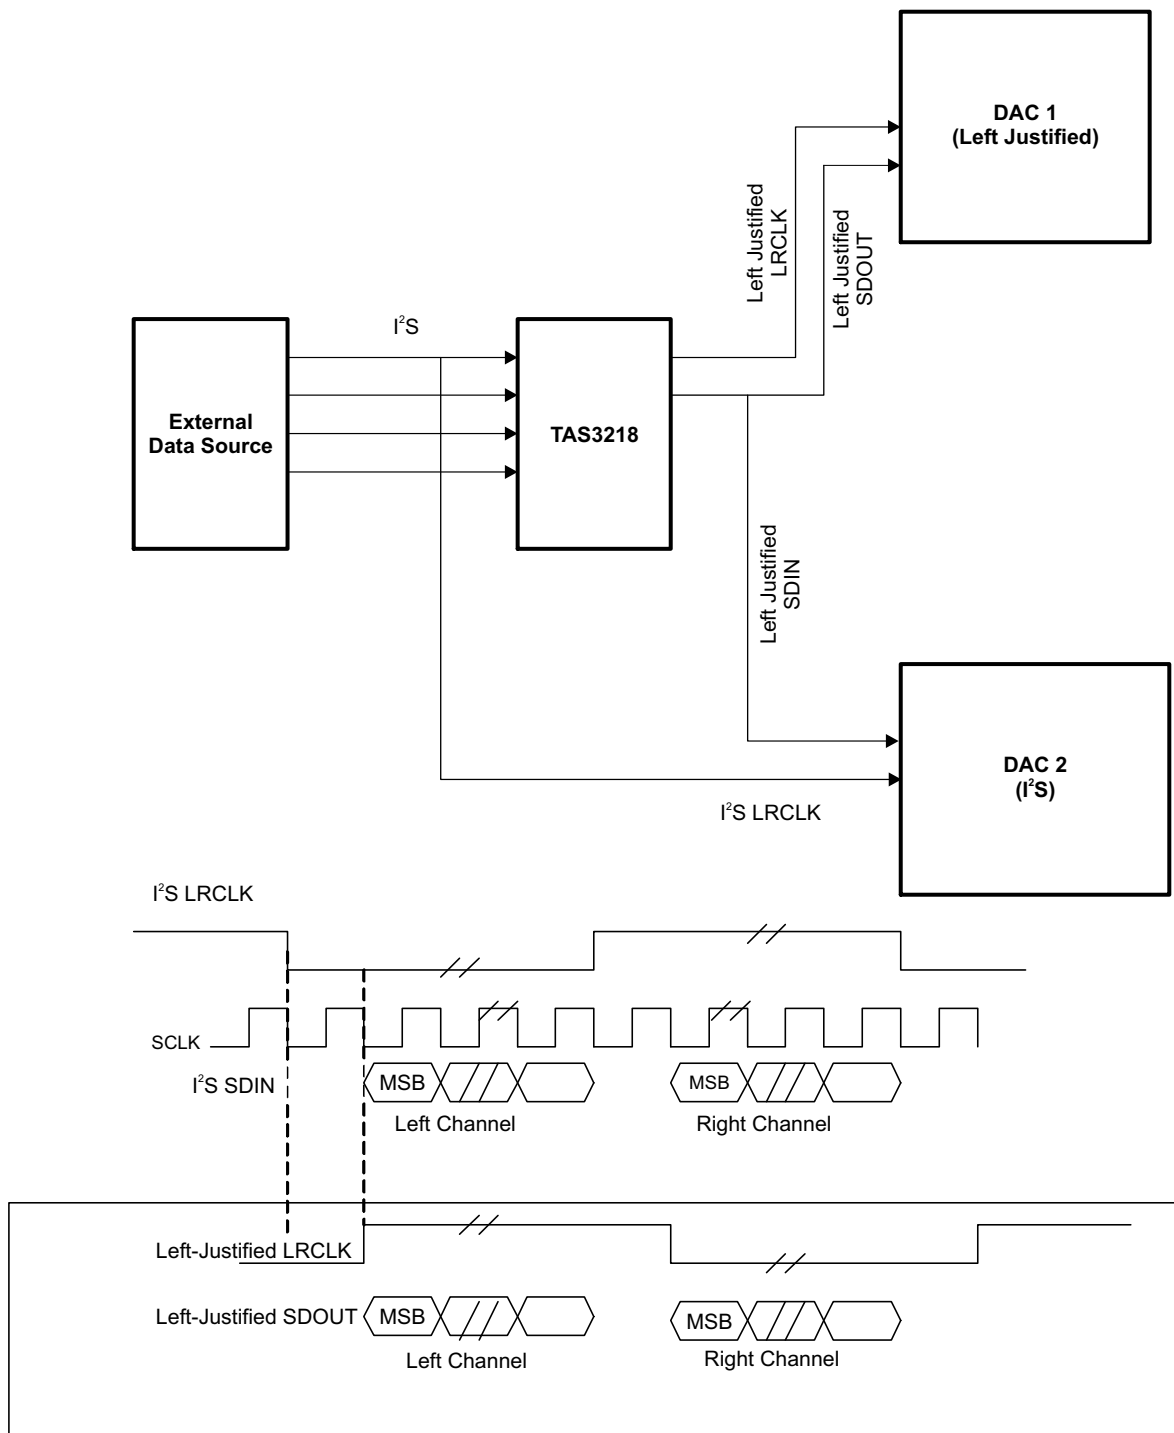 DAC 1
(Left Justified)
Left Justified
LRCLK
Left Justified
SDOUT
I²S
External
Data Source
TAS3218
Left Justified
SDIN
DAC 2
(I²S)
I²S LRCLK
I²S LRCLK
SCLK
I²S SDIN
MSB
MSB
Left Channel
Right Channel
Left-Justified LRCLK
Left-Justified SDOUT
MSB
MSB
Left Channel
Right Channel